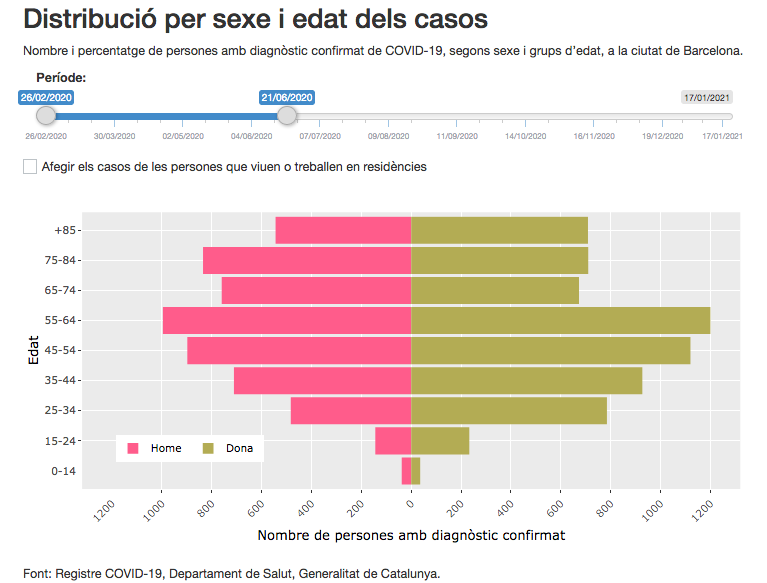 Distribució per sexe i edat dels casos
Nombre i percentatge de persones amb diagnòstic confirmat de COVID-19, segons sexe i grups d'edat, a la ciutat de Barcelona.
Període:
26/02/2020 21/06/2020 17/01/2021
26/02/2020 30/03/2020 02/05/2020 04/06/2020 07/07/2020 09/08/2020 11/09/2020 14/10/2020 16/11/2020 19/12/2020 17/01/2021
Afegir els casos de les persones que viuen o treballen en residències
+85
75-84
65-74
55-64
45-54
35-44
25-34
15-24
0-14
Edat
Home Dona
1200 1000 800 600 400 200 0 200 400 600 800 1000 1200
Nombre de persones amb diagnòstic confirmat
Font: Registre COVID-19, Departament de Salut, Generalitat de Catalunya.